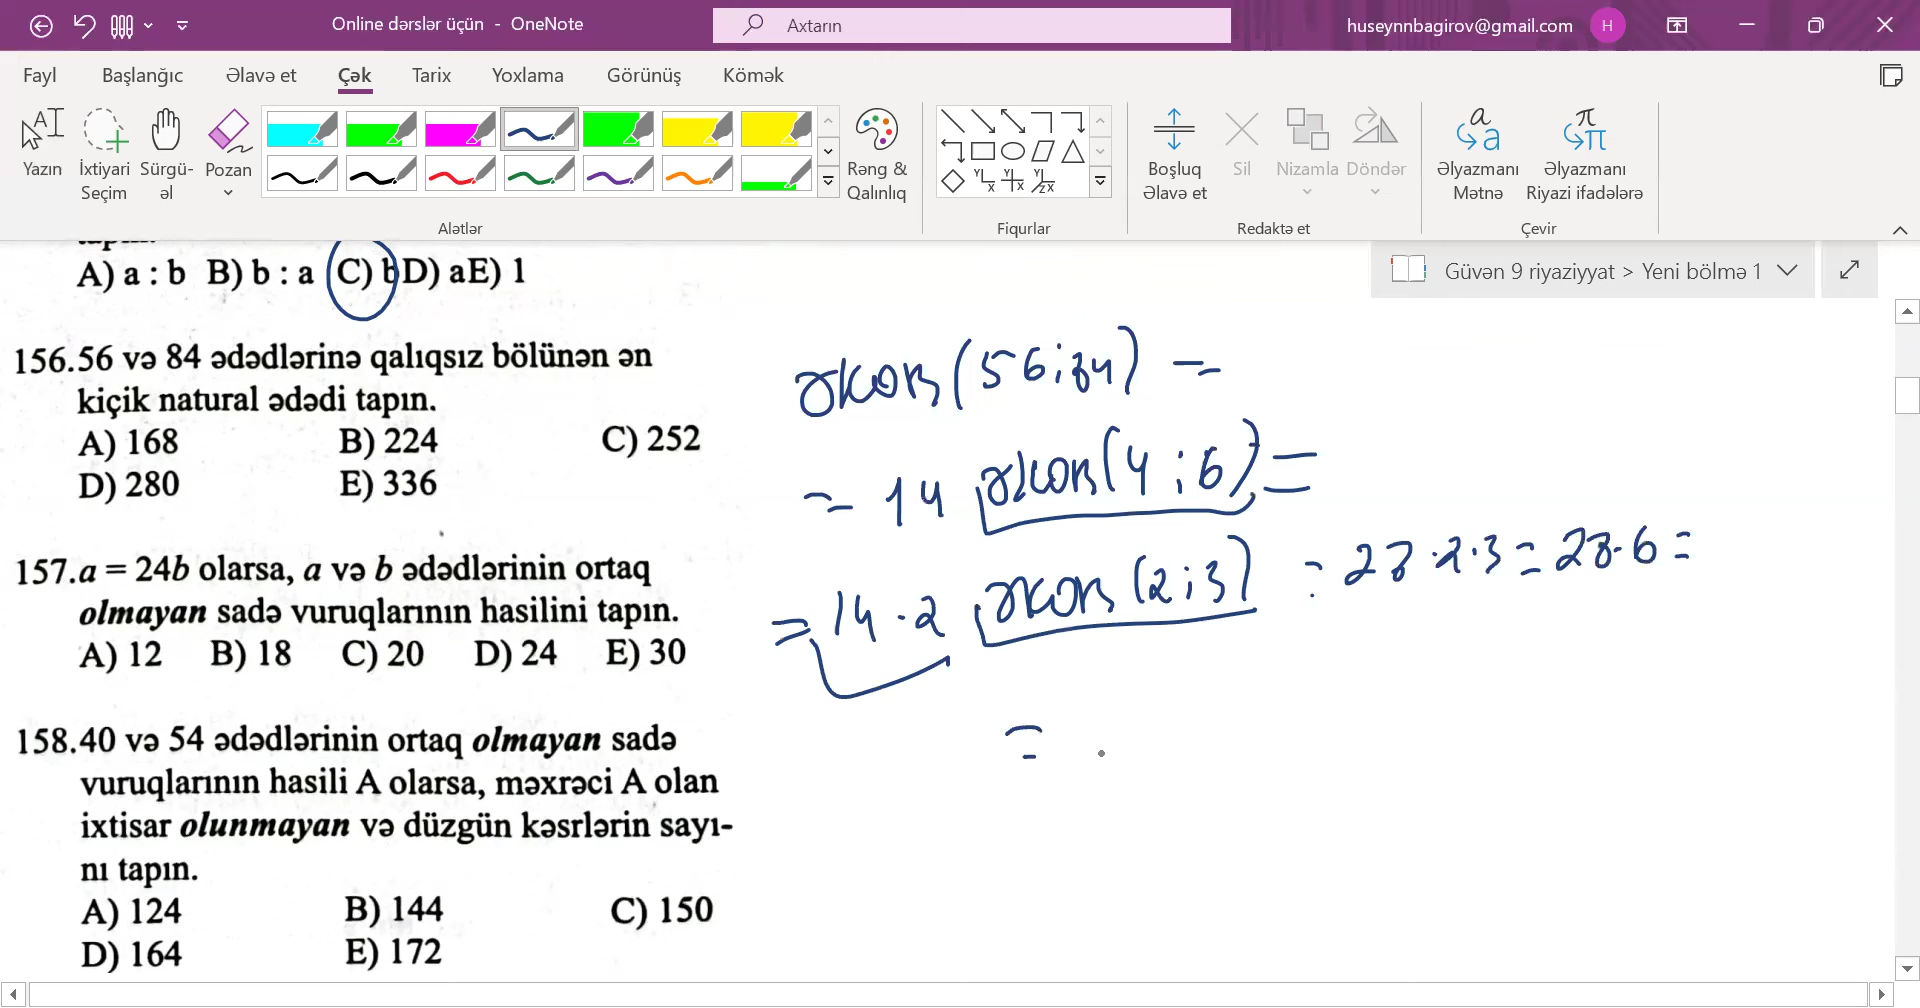 Online dərslər üçün - OneNote
Axtarın
huseynnbagirov@gmail.com H
Fayl Başlanğıc Əlavə et Çək Tarix Yoxlama Görünüş Kömək
Yazın
İxtiyari Seçim
Sürgü-əl
Pozan
Rəng & Qalınlıq
Boşluq Əlavə et
Sil
Nizamla
Döndər
Əlyazmanı Mətnə
Əlyazmanı Riyazi ifadələrə
Alətlər Fiqurlar Redaktə et Çevir
Güvən 9 riyaziyyat > Yeni bölmə 1
A) a : b B) b : a C) b D) a E) 1
156. 56 və 84 ədədlərinə qalıqsız bölünən ən
kiçik natural ədədi tapın.
A) 168 B) 224 C) 252
D) 280 E) 336
157. a = 24b olarsa, a və b ədədlərinin ortaq
olmayan sadə vuruqlarının hasilini tapın.
A) 12 B) 18 C) 20 D) 24 E) 30
158. 40 və 54 ədədlərinin ortaq olmayan sadə
vuruqlarının hasili A olarsa, məxrəci A olan
ixtisar olunmayan və düzgün kəsrlərin sayı-
nı tapın.
A) 124 B) 144 C) 150
D) 164 E) 172
əkob(56;84) =
= 14 əkob(4;6) =
= 14·2 əkob(2;3) = 28·2·3 = 28·6 =
=